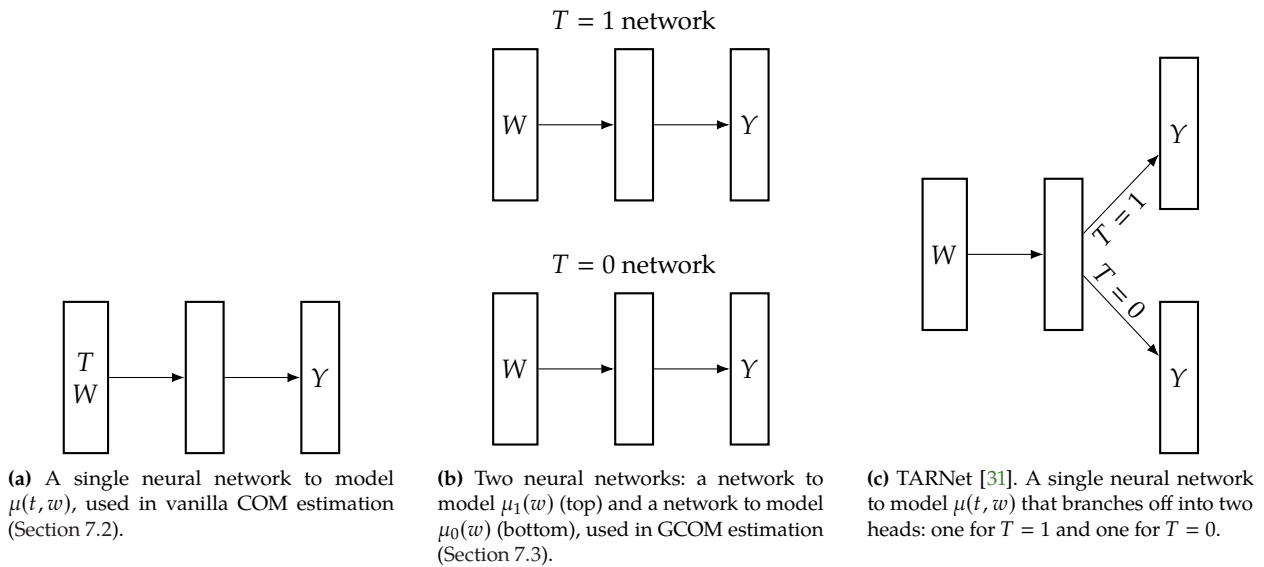 T
W
Y
(a) A single neural network to model
μ(t, w), used in vanilla COM estimation
(Section 7.2).
T = 1 network
W
Y
T = 0 network
W
Y
(b) Two neural networks: a network to
model μ₁(w) (top) and a network to model
μ₀(w) (bottom), used in GCOM estimation
(Section 7.3).
W
T = 1
T = 0
Y
Y
(c) TARNet [31]. A single neural network
to model μ(t, w) that branches off into two
heads: one for T = 1 and one for T = 0.